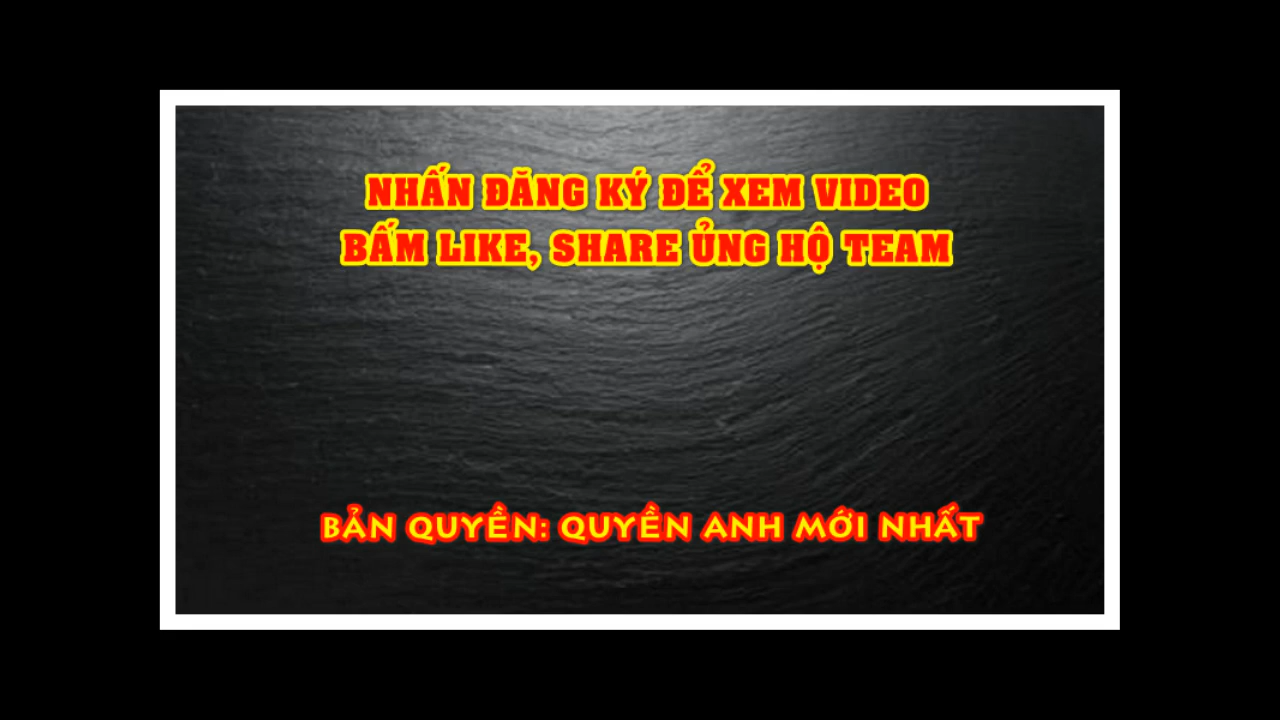 NHẤN ĐĂNG KÝ ĐỂ XEM VIDEO
BẤM LIKE, SHARE ỦNG HỘ TEAM
BẢN QUYỀN: QUYỀN ANH MỚI NHẤT